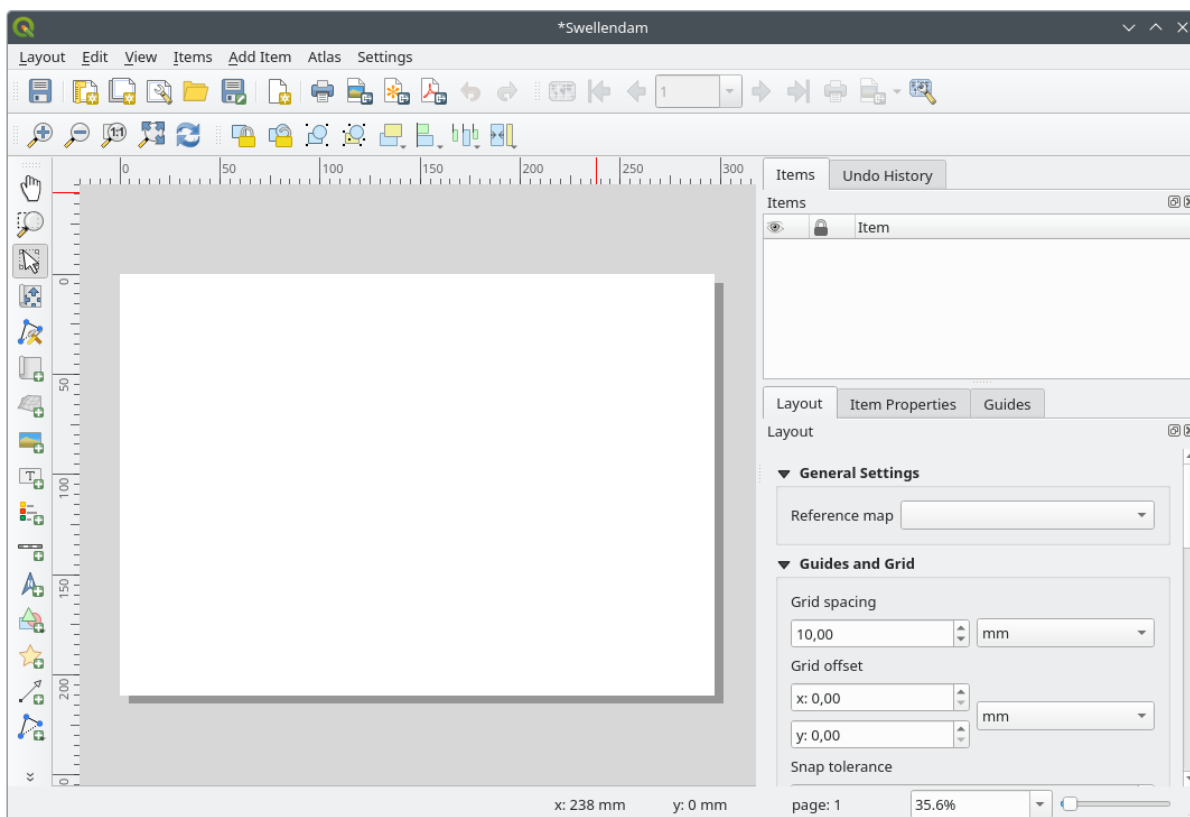 *Swellendam
Layout Edit View Items Add Item Atlas Settings
1
1:1
0 50 100 150 200 250 300
0
50
100
150
200
0
T
Items Undo History
Items
Item
Layout Item Properties Guides
Layout
General Settings
Reference map
Guides and Grid
Grid spacing
10,00 mm
Grid offset
x: 0,00
mm
y: 0,00
Snap tolerance
x: 238 mm y: 0 mm page: 1 35.6%